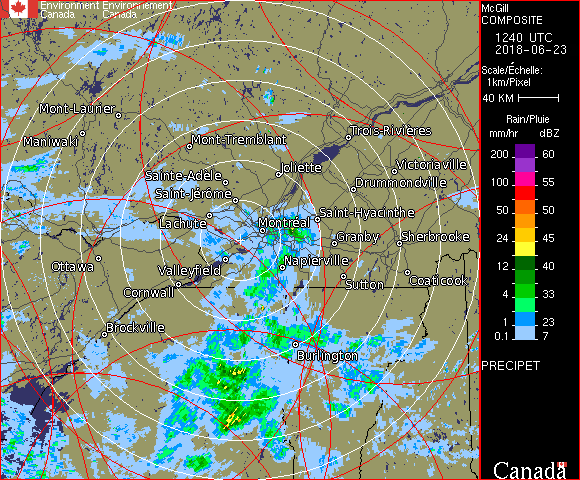 Environment Environnement
Canada Canada
McGill
COMPOSITE
1240 UTC
2018-06-23
Scale/Échelle:
1km/Pixel
40 KM
Rain/Pluie
mm/hr dBZ
200 60
100 55
50 50
24 45
12 40
4 33
1 23
0.1 7
PRECIPET
Canada
Mont-Laurier
Maniwaki
Mont-Tremblant
Trois-Rivières
Joliette
Victoriaville
Sainte-Adèle
Drummondville
Saint-Jérôme
Saint-Hyacinthe
Lachute
Montréal
Granby
Sherbrooke
Ottawa
Valleyfield
Napierville
Cornwall
Sutton
Coaticook
Brockville
Burlington